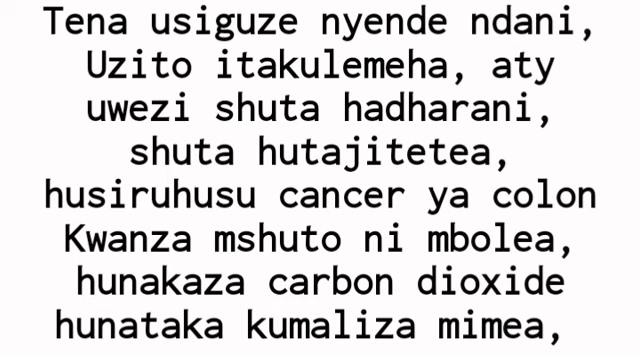 Tena usiguze nyende ndani,
Uzito itakulemeha, aty
uwezi shuta hadharani,
shuta hutajitetea,
husiruhusu cancer ya colon
Kwanza mshuto ni mbolea,
hunakaza carbon dioxide
hunataka kumaliza mimea,